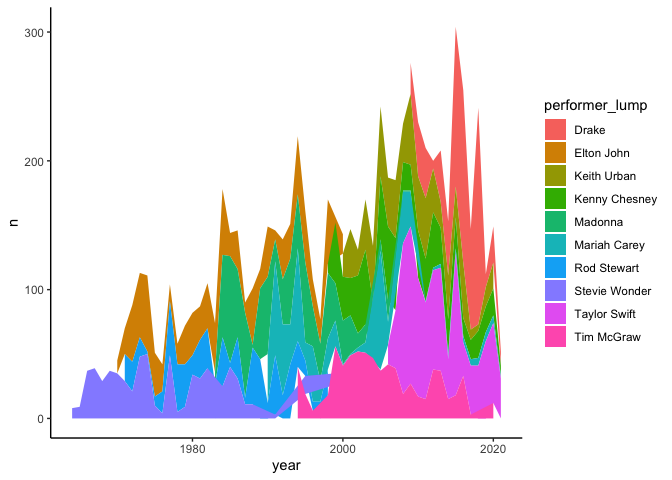 300
200
100
0
n
1980
2000
2020
year
performer_lump
Drake
Elton John
Keith Urban
Kenny Chesney
Madonna
Mariah Carey
Rod Stewart
Stevie Wonder
Taylor Swift
Tim McGraw